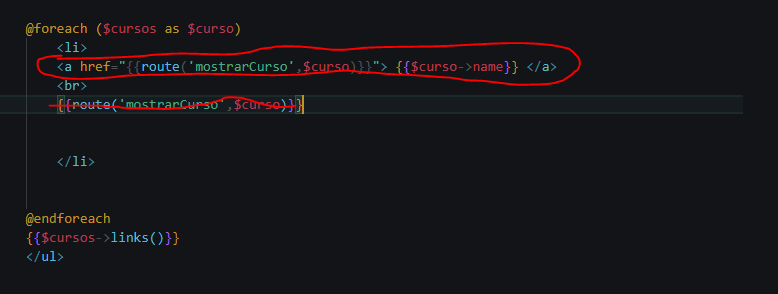 @foreach ($cursos as $curso)
<li>
<a href="{{route('mostrarCurso',$curso)}}"> {{$curso->name}} </a>
<br>
{{route('mostrarCurso',$curso)}}
</li>
@endforeach
{{$cursos->links()}}
</ul>